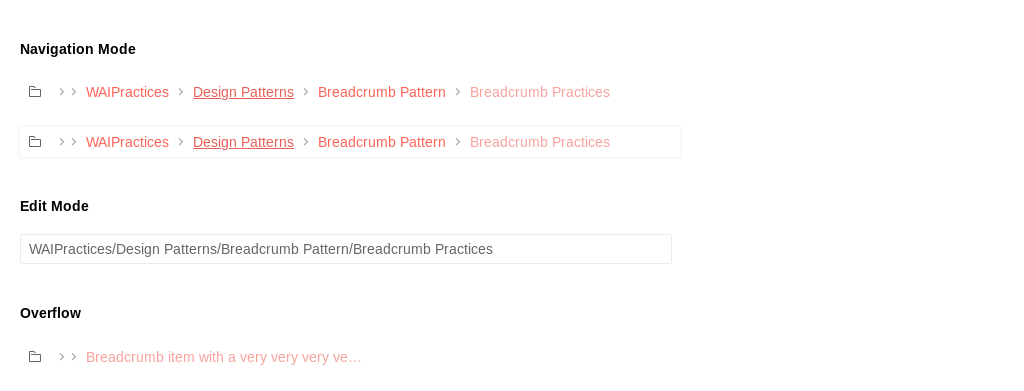 Navigation Mode
WAIPractices Design Patterns Breadcrumb Pattern Breadcrumb Practices
WAIPractices Design Patterns Breadcrumb Pattern Breadcrumb Practices
Edit Mode
WAIPractices/Design Patterns/Breadcrumb Pattern/Breadcrumb Practices
Overflow
Breadcrumb item with a very very very ve…